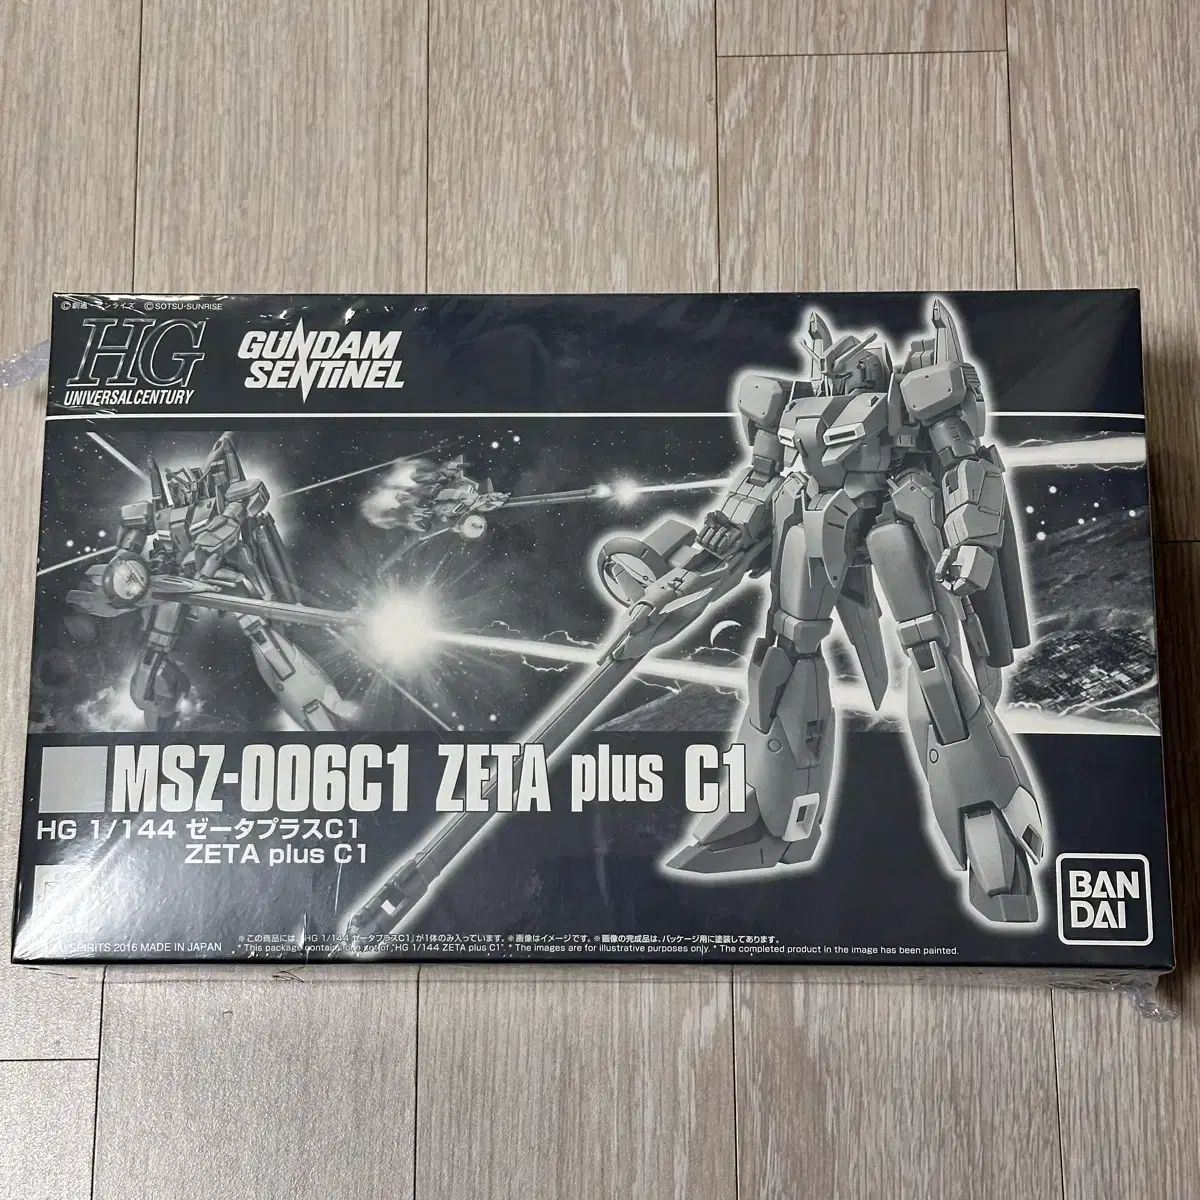 ©創通・サンライズ ©SOTSU・SUNRISE
HG
UNIVERSAL CENTURY
GUNDAM
SENTINEL
MSZ-006C1 ZETA plus C1
HG 1/144 ゼータプラスC1
ZETA plus C1
BAN
DAI
SPIRITS 2016 MADE IN JAPAN
※この商品には、「HG 1/144 ゼータプラスC1」が1体のみ入っています。※画像はイメージです。※画像の完成品は、パッケージ用に塗装してあります。
* This package contains one set of "HG 1/144 ZETA plus C1". * The images are for illustrative purposes only. * The completed product in the image has been painted.